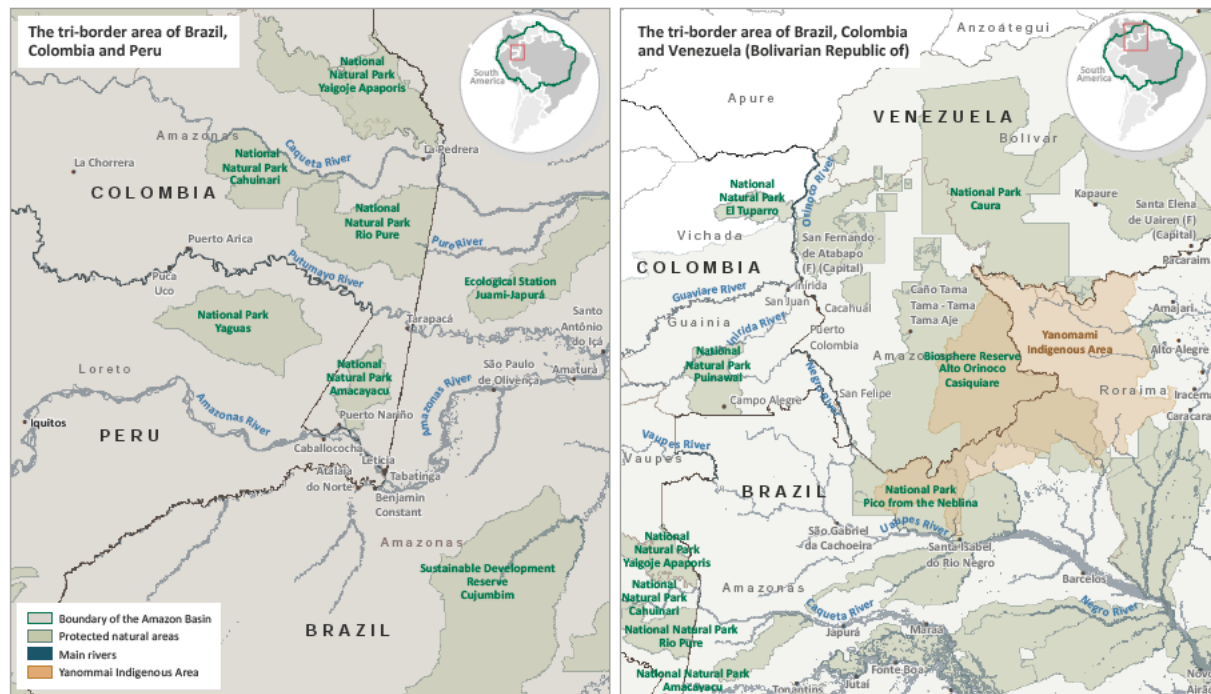 The tri-border area of Brazil,
Colombia and Peru
South
America
National
Natural Park
Yaigoje Apaporis
Amazonas
Caqueta River
La Pedrera
La Chorrera
National
Natural Park
Cahuinari
COLOMBIA
National
Natural Park
Rio Pure
Pure River
Puerto Arica
Putumayo River
Puca
Uco
Ecological Station
Juami-Japurá
National Park
Yaguas
Tarapacá
Santo
Antônio
do Içá
Loreto
National
Natural Park
Amacayacu
São Paulo
de Olivença
Amaturá
Amazonas River
Amazonas River
Puerto Nariño
Iquitos
PERU
Caballococha
Leticia
Atalaia
do Norte
Tabatinga
Benjamin
Constant
Amazonas
Sustainable Development
Reserve
Cujumbim
BRAZIL
Boundary of the Amazon Basin
Protected natural areas
Main rivers
Yanommai Indigenous Area
The tri-border area of Brazil, Colombia
and Venezuela (Bolivarian Republic of)
Anzoátegui
South
America
Apure
VENEZUELA
Bolívar
Orinoco River
National
Natural Park
El Tuparro
National Park
Caura
Kapaure
Santa Elena
de Uairen (F)
(Capital)
Pacaraima
Vichada
San Fernando
de Atabapo
(F) (Capital)
COLOMBIA
Guaviare River
Inírida
San Juan
Cacahuál
Caño Tama
Tama - Tama
Tama Aje
Amajari
Guainia
Inirida River
Puerto
Colombia
Yanomami
Indigenous Area
Alto Alegre
National
Natural Park
Puinawal
Amazonas
Biosphere Reserve
Alto Orinoco
Casiquiare
Negro River
San Felipe
Roraima
Iracema
Caracaraí
Campo Alegre
Vaupes River
Vaupes
BRAZIL
National Park
Pico from the Neblina
São Gabriel
da Cachoeira
Uappes River
Santa Isabel
do Rio Negro
National
Natural Park
Yaigoje Apaporis
Amazonas
Barcelos
National
Natural Park
Cahuinari
Caqueta River
Negro River
Japurá
Maraa
National Natural Park
Rio Pure
Fonte Boa
National Natural Park
Amacayacu
Tonantins
Jutaí
Novo
Airão